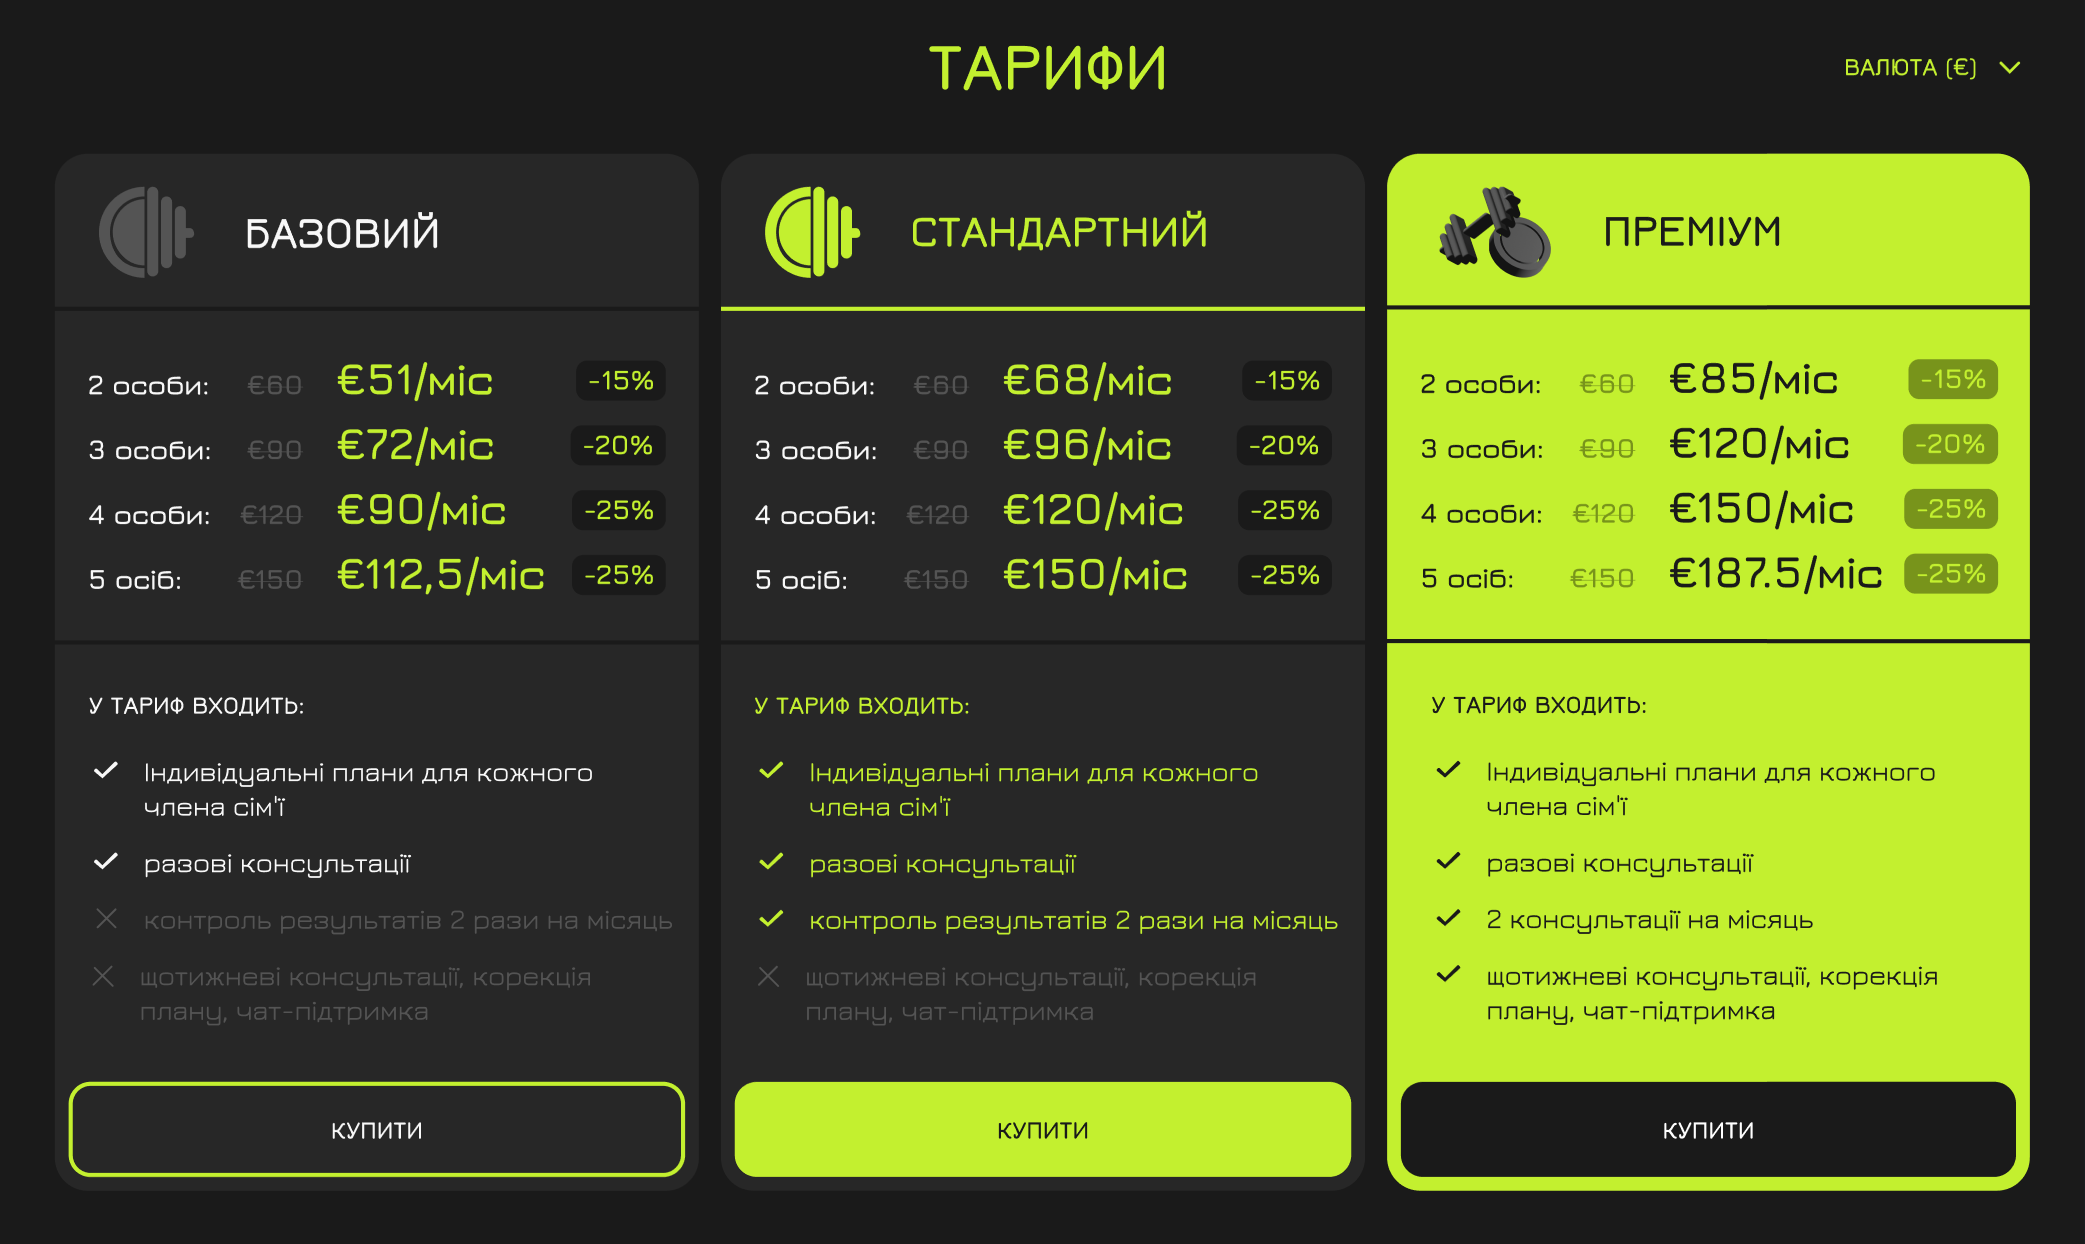 ТАРИФИ
ВАЛЮТА (€)
БАЗОВИЙ
2 особи: €60 €51/міс -15%
3 особи: €90 €72/міс -20%
4 особи: €120 €90/міс -25%
5 осіб: €150 €112,5/міс -25%
У ТАРИФ ВХОДИТЬ:
Індивідуальні плани для кожного
члена сім'ї
разові консультації
контроль результатів 2 рази на місяць
щотижневі консультації, корекція
плану, чат-підтримка
КУПИТИ
СТАНДАРТНИЙ
2 особи: €60 €68/міс -15%
3 особи: €90 €96/міс -20%
4 особи: €120 €120/міс -25%
5 осіб: €150 €150/міс -25%
У ТАРИФ ВХОДИТЬ:
Індивідуальні плани для кожного
члена сім'ї
разові консультації
контроль результатів 2 рази на місяць
щотижневі консультації, корекція
плану, чат-підтримка
КУПИТИ
ПРЕМІУМ
2 особи: €60 €85/міс -15%
3 особи: €90 €120/міс -20%
4 особи: €120 €150/міс -25%
5 осіб: €150 €187.5/міс -25%
У ТАРИФ ВХОДИТЬ:
Індивідуальні плани для кожного
члена сім'ї
разові консультації
2 консультації на місяць
щотижневі консультації, корекція
плану, чат-підтримка
КУПИТИ